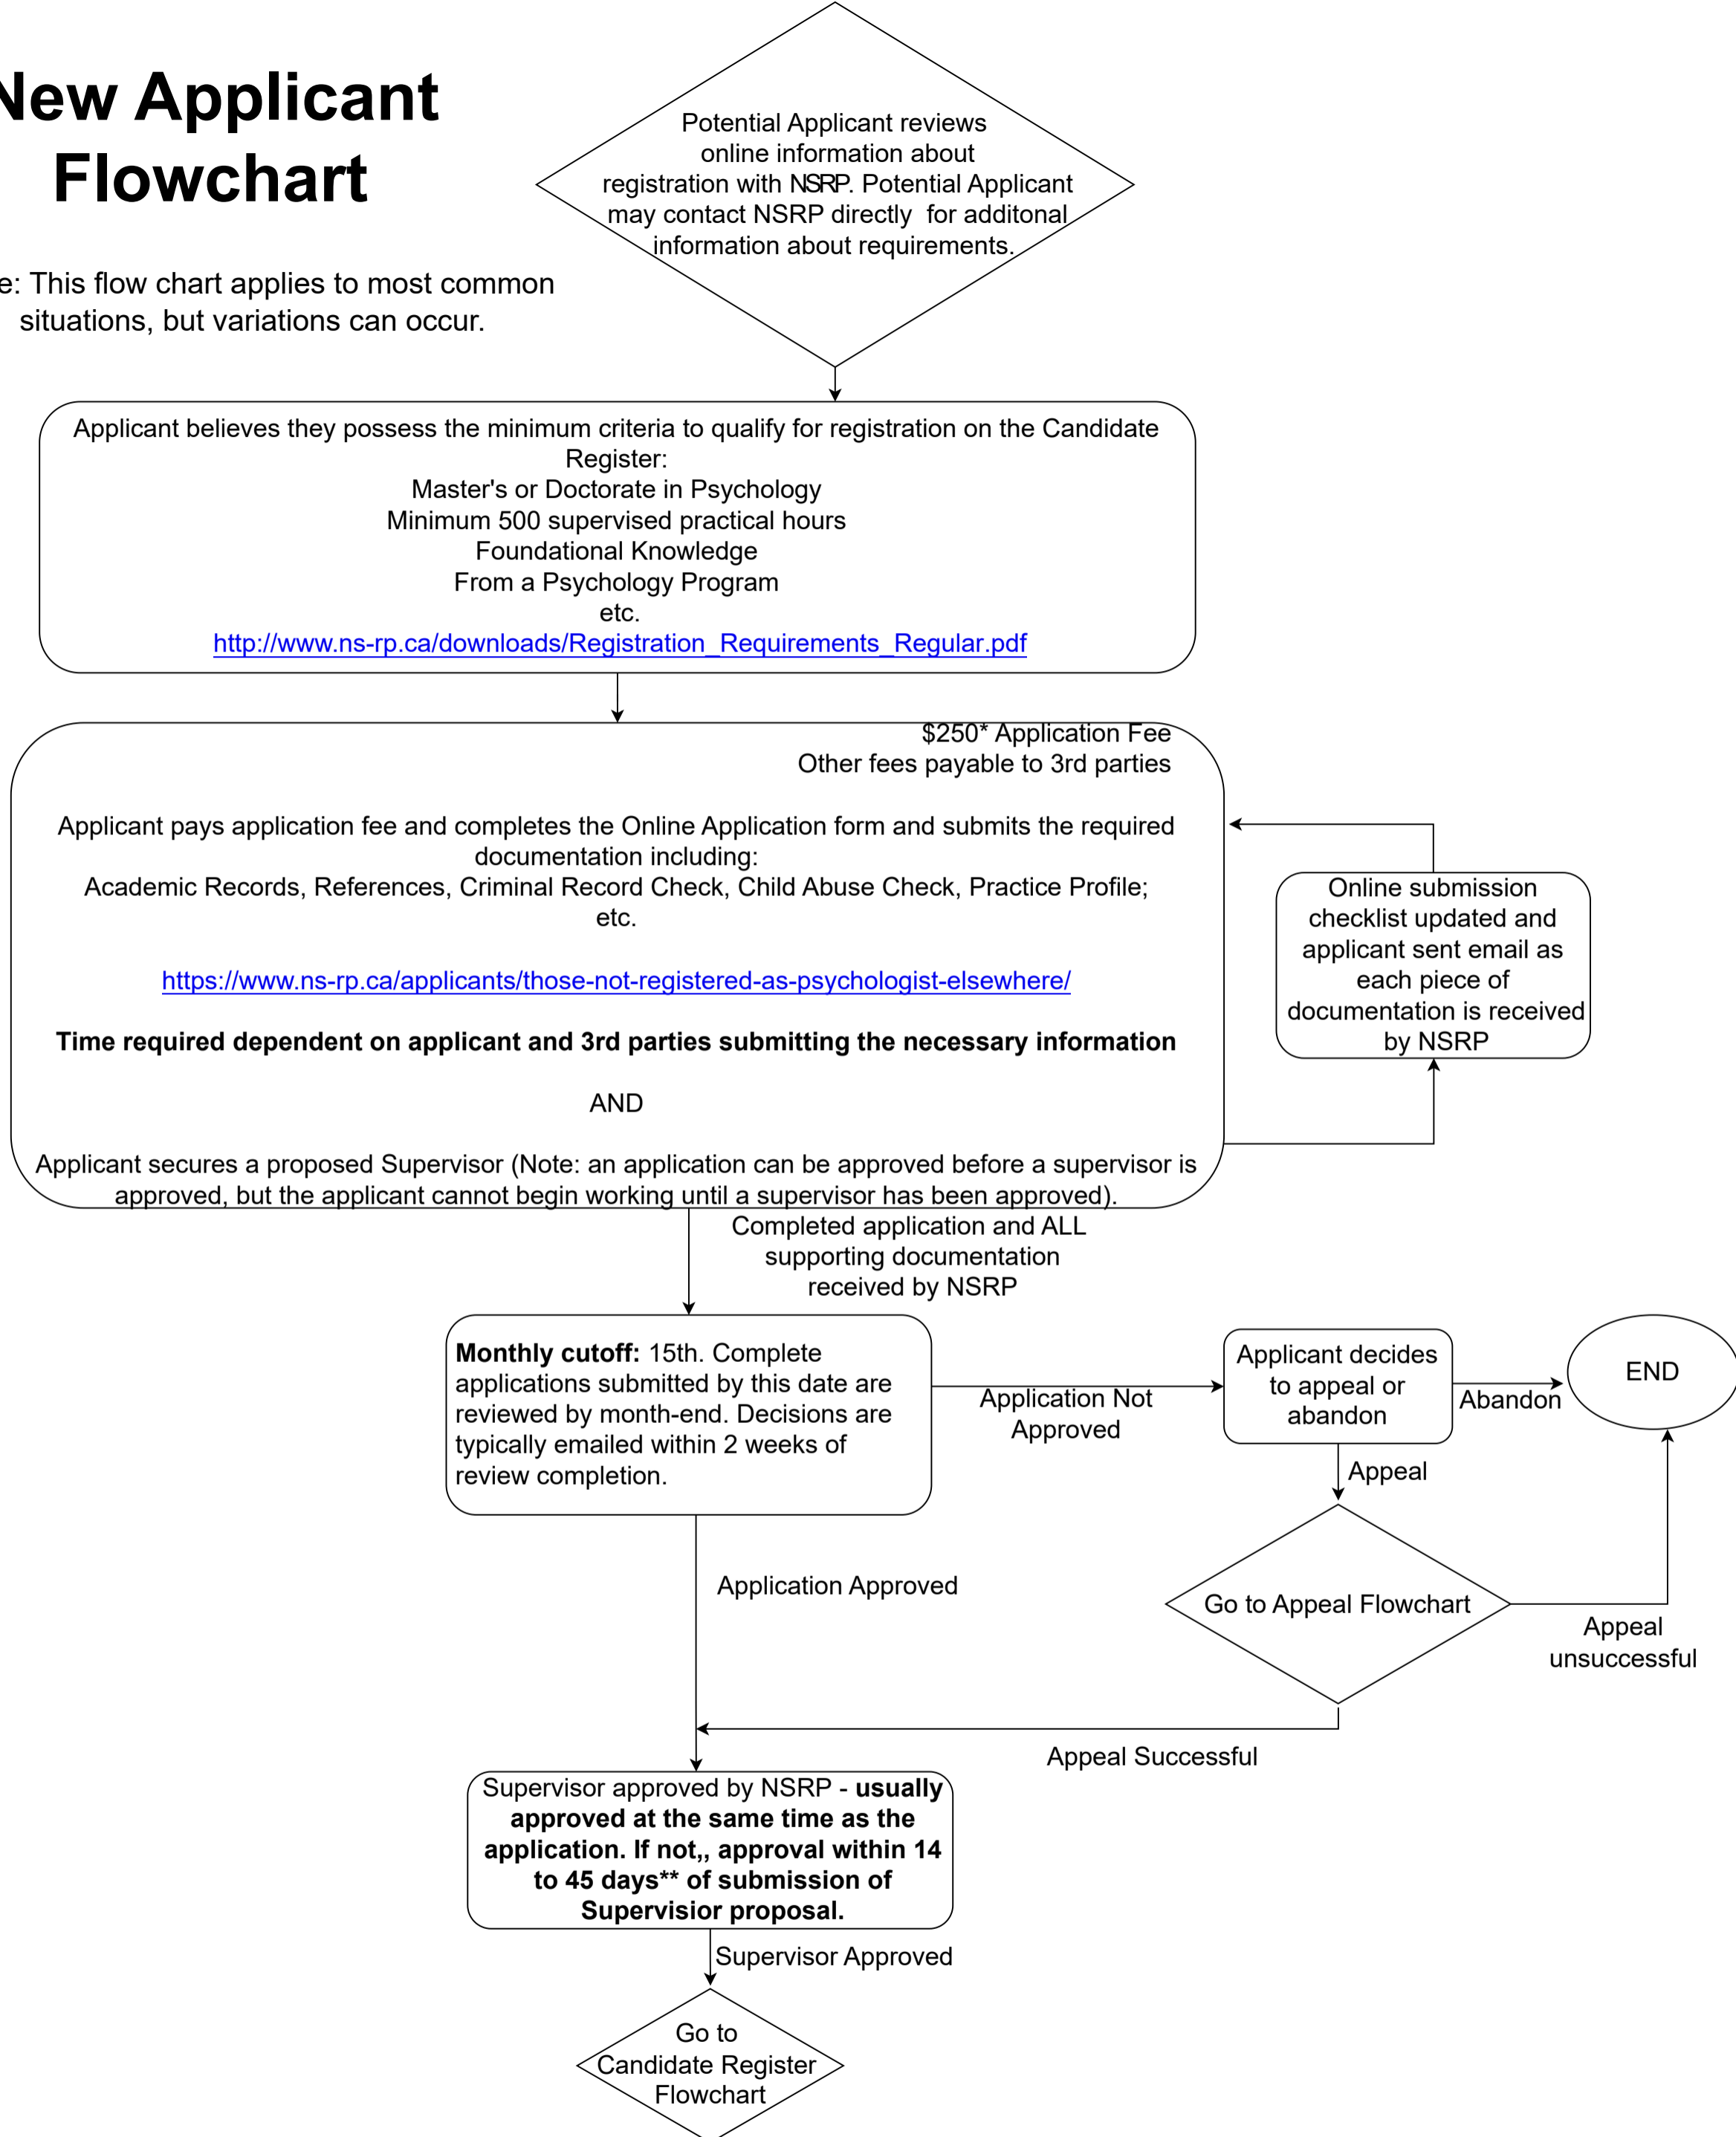 New Applicant
Flowchart
e: This flow chart applies to most common
situations, but variations can occur.
Potential Applicant reviews
online information about
registration with NSRP. Potential Applicant
may contact NSRP directly  for additonal
information about requirements.
Applicant believes they possess the minimum criteria to qualify for registration on the Candidate
Register:
Master's or Doctorate in Psychology
Minimum 500 supervised practical hours
Foundational Knowledge
From a Psychology Program
etc.
http://www.ns-rp.ca/downloads/Registration_Requirements_Regular.pdf
$250* Application Fee
Other fees payable to 3rd parties
Applicant pays application fee and completes the Online Application form and submits the required
documentation including:
Academic Records, References, Criminal Record Check, Child Abuse Check, Practice Profile;
etc.
https://www.ns-rp.ca/applicants/those-not-registered-as-psychologist-elsewhere/
Time required dependent on applicant and 3rd parties submitting the necessary information
AND
Applicant secures a proposed Supervisor (Note: an application can be approved before a supervisor is
approved, but the applicant cannot begin working until a supervisor has been approved).
Online submission
checklist updated and
applicant sent email as
each piece of
documentation is received
by NSRP
Completed application and ALL
supporting documentation
received by NSRP
Monthly cutoff: 15th. Complete
applications submitted by this date are
reviewed by month-end. Decisions are
typically emailed within 2 weeks of
review completion.
Application Not
Approved
Applicant decides
to appeal or
abandon
Abandon
END
Appeal
Application Approved
Go to Appeal Flowchart
Appeal
unsuccessful
Appeal Successful
Supervisor approved by NSRP - usually
approved at the same time as the
application. If not,, approval within 14
to 45 days** of submission of
Supervisior proposal.
Supervisor Approved
Go to
Candidate Register
Flowchart